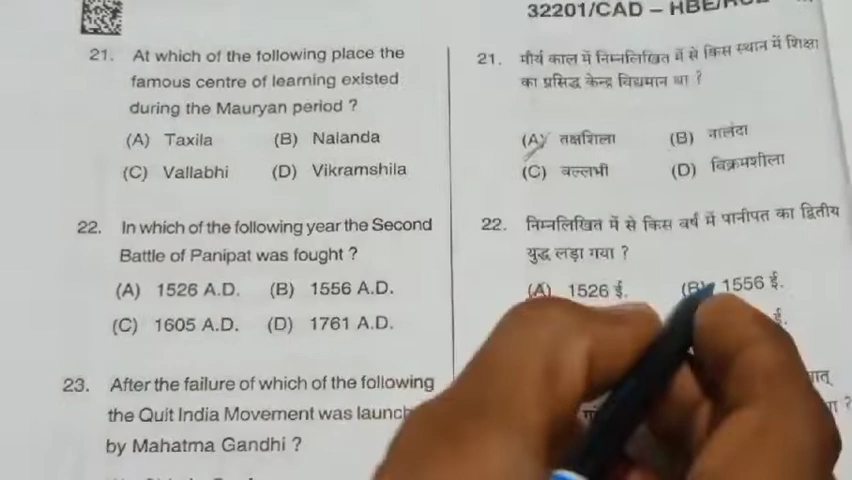 32201/CAD – HBE/
21. At which of the following place the
famous centre of learning existed
during the Mauryan period ?
(A) Taxila (B) Nalanda
(C) Vallabhi (D) Vikramshila
22. In which of the following year the Second
Battle of Panipat was fought ?
(A) 1526 A.D. (B) 1556 A.D.
(C) 1605 A.D. (D) 1761 A.D.
23. After the failure of which of the following
the Quit India Movement was
by Mahatma Gandhi ?
21. मौर्य काल में निम्नलिखित में से किस स्थान में शिक्षा
का प्रसिद्ध केन्द्र विद्यमान था ?
(A) तक्षशिला (B) नालंदा
(C) वल्लभी (D) विक्रमशीला
22. निम्नलिखित में से किस वर्ष में पानीपत का द्वितीय
युद्ध लड़ा गया ?
(A) 1526 ई. (B) 1556 ई.
ई.